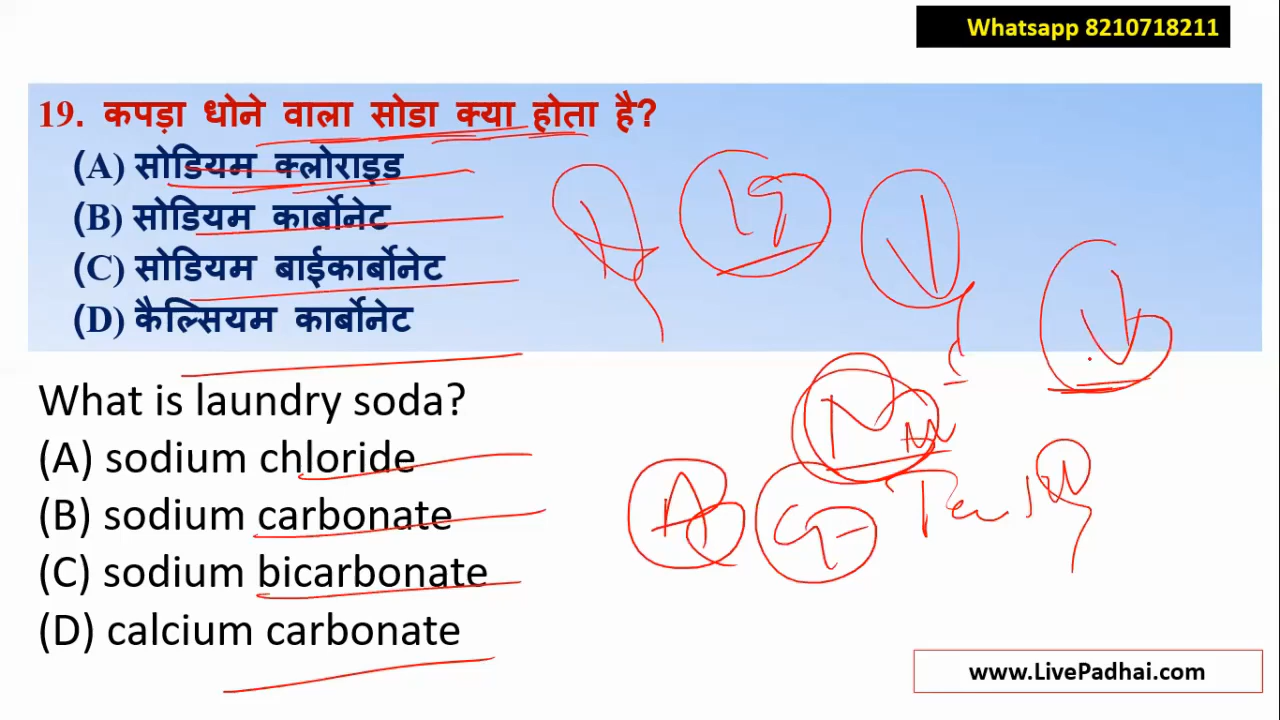 Whatsapp 8210718211
19. कपड़ा धोने वाला सोडा क्या होता है?
(A) सोडियम क्लोराइड
(B) सोडियम कार्बोनेट
(C) सोडियम बाईकार्बोनेट
(D) कैल्सियम कार्बोनेट
What is laundry soda?
(A) sodium chloride
(B) sodium carbonate
(C) sodium bicarbonate
(D) calcium carbonate
www.LivePadhai.com